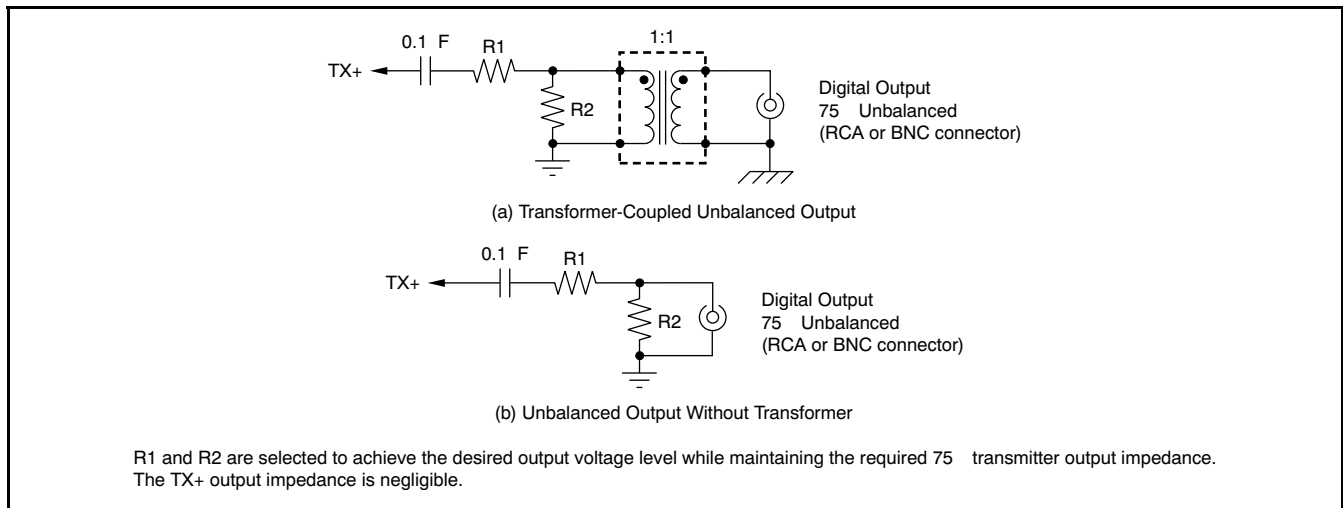 1:1
0.1 F
R1
TX+
R2
Digital Output
75 Unbalanced
(RCA or BNC connector)
(a) Transformer-Coupled Unbalanced Output
0.1 F
R1
TX+
R2
Digital Output
75 Unbalanced
(RCA or BNC connector)
(b) Unbalanced Output Without Transformer
R1 and R2 are selected to achieve the desired output voltage level while maintaining the required 75 transmitter output impedance.
The TX+ output impedance is negligible.